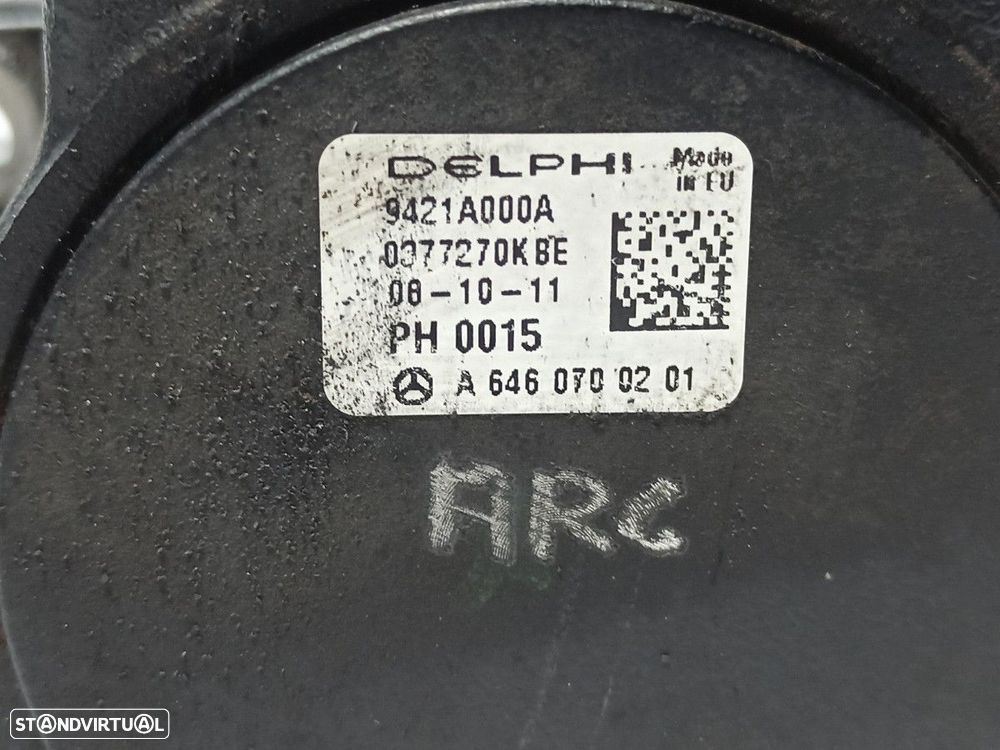 DELPHI
Made
in EU
9421A000A
0377270KBE
08-10-11
PH 0015
A 646 070 02 01
ARC
STANDVIRTUAL